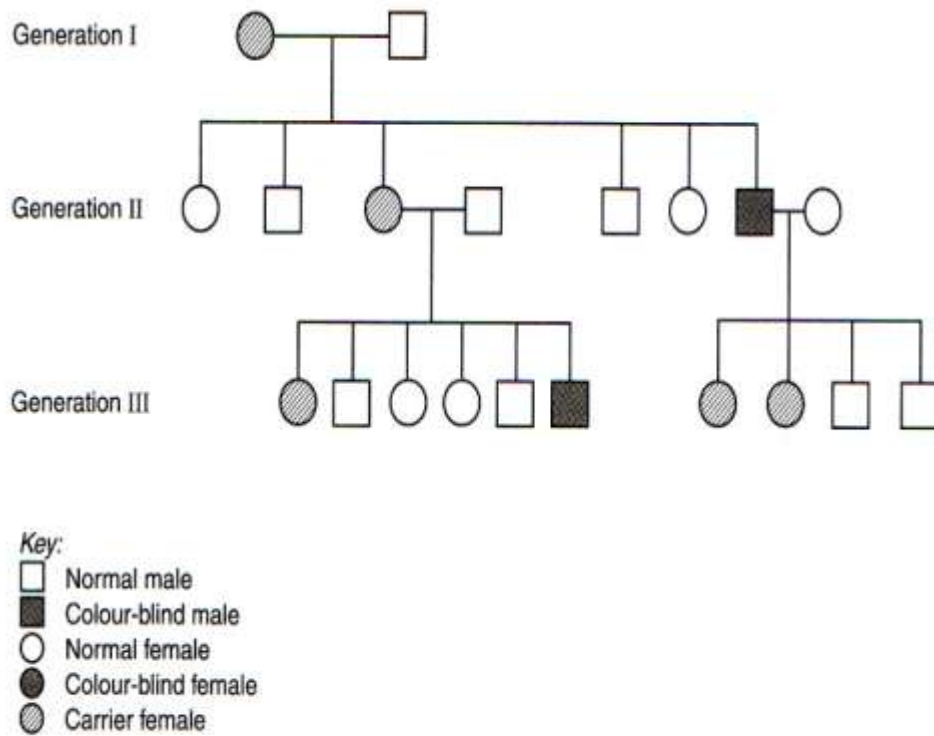 Generation I
Generation II
Generation III
Key:
Normal male
Colour-blind male
Normal female
Colour-blind female
Carrier female